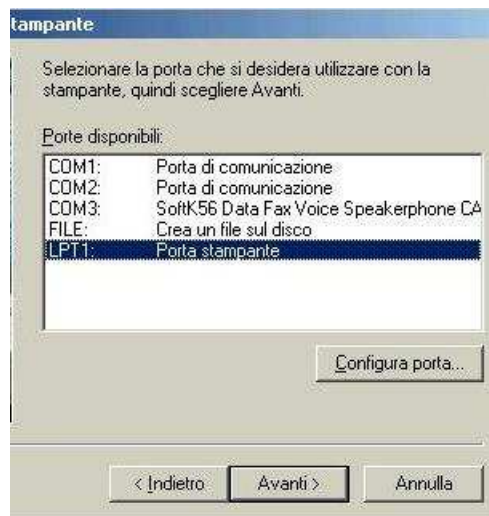 tampante
Selezionare la porta che si desidera utilizzare con la
stampante, quindi scegliere Avanti.
Porte disponibili:
COM1: Porta di comunicazione
COM2: Porta di comunicazione
COM3: SoftK56 Data Fax Voice Speakerphone CA
FILE: Crea un file sul disco
LPT1: Porta stampante
Configura porta...
< Indietro Avanti > Annulla